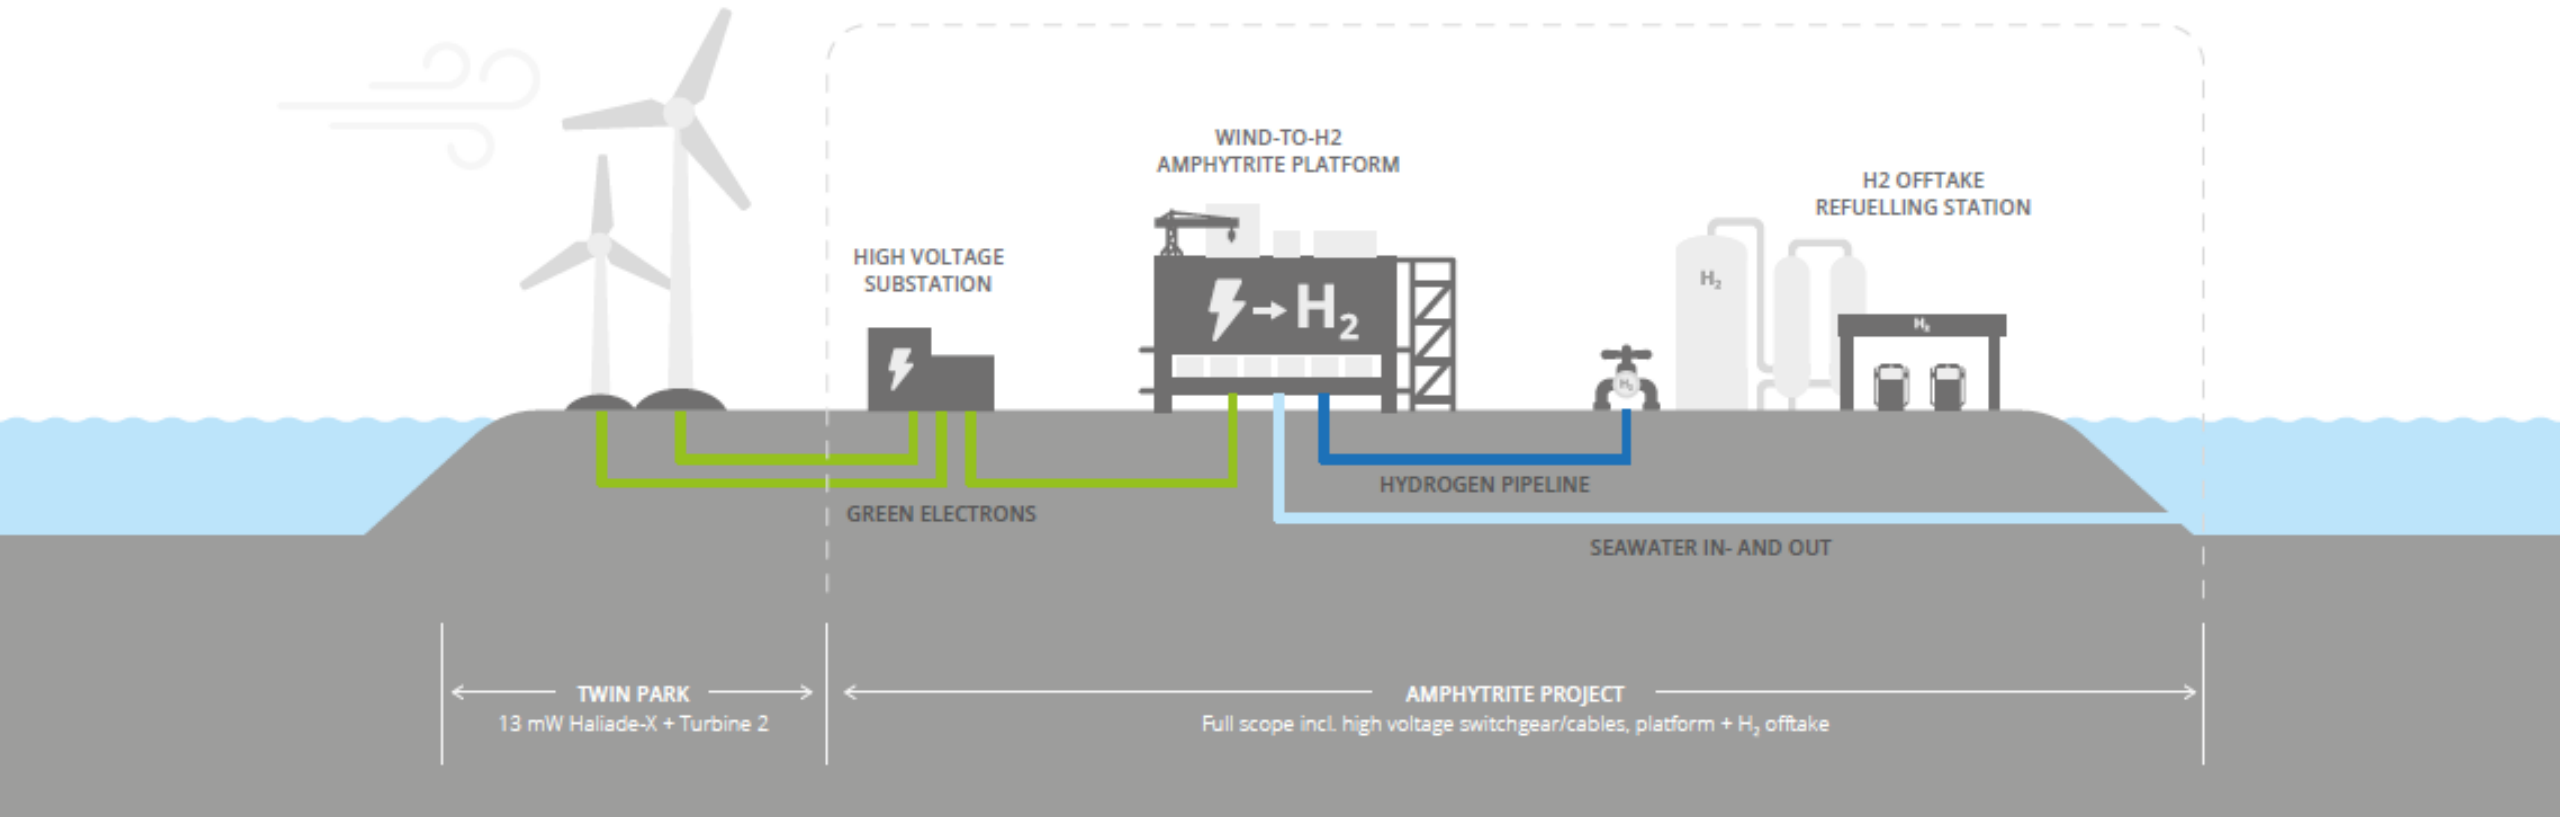 WIND-TO-H2
AMPHYTRITE PLATFORM
H2 OFFTAKE
REFUELLING STATION
HIGH VOLTAGE
SUBSTATION
H₂
→H₂
H₂
H₂
HYDROGEN PIPELINE
GREEN ELECTRONS
SEAWATER IN- AND OUT
TWIN PARK
13 mW Haliade-X + Turbine 2
AMPHYTRITE PROJECT
Full scope incl. high voltage switchgear/cables, platform + H₂ offtake